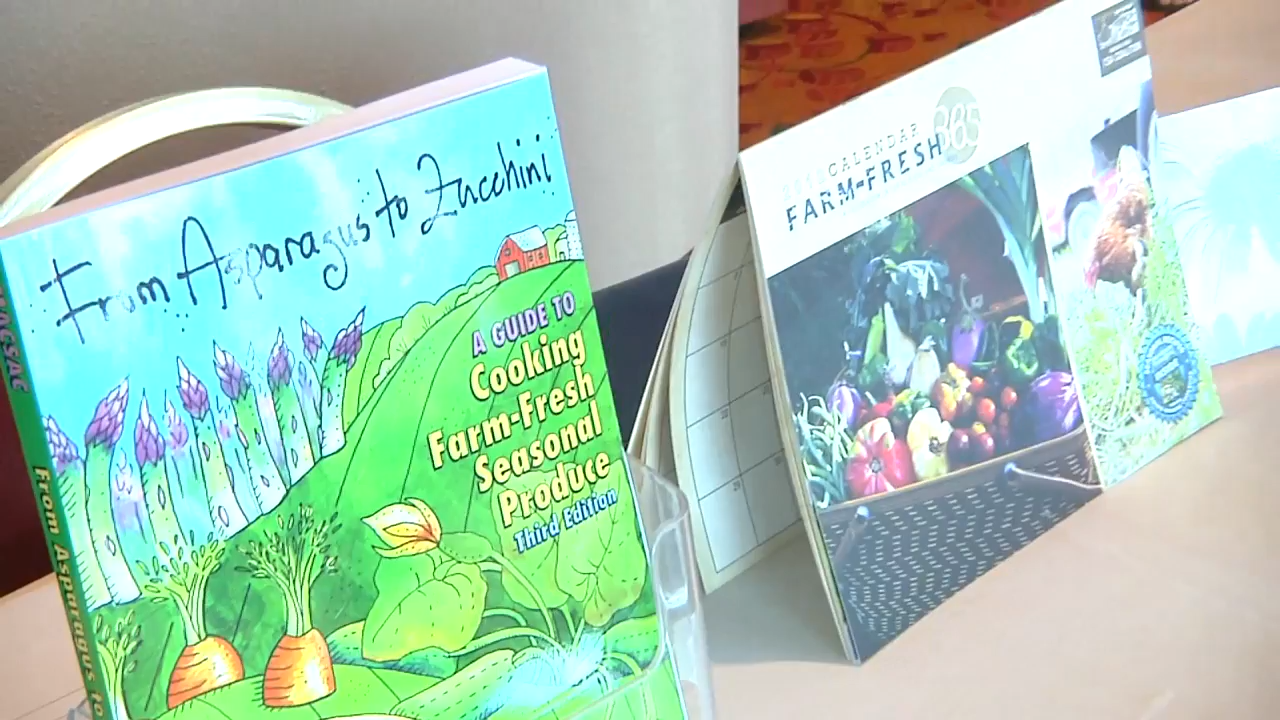 From Asparagus to Zucchini
A GUIDE TO
Cooking
Farm-Fresh
Seasonal
Produce
Third Edition
MACSAC
From Asparagus to
CALENDAR
365
FARM-FRESH